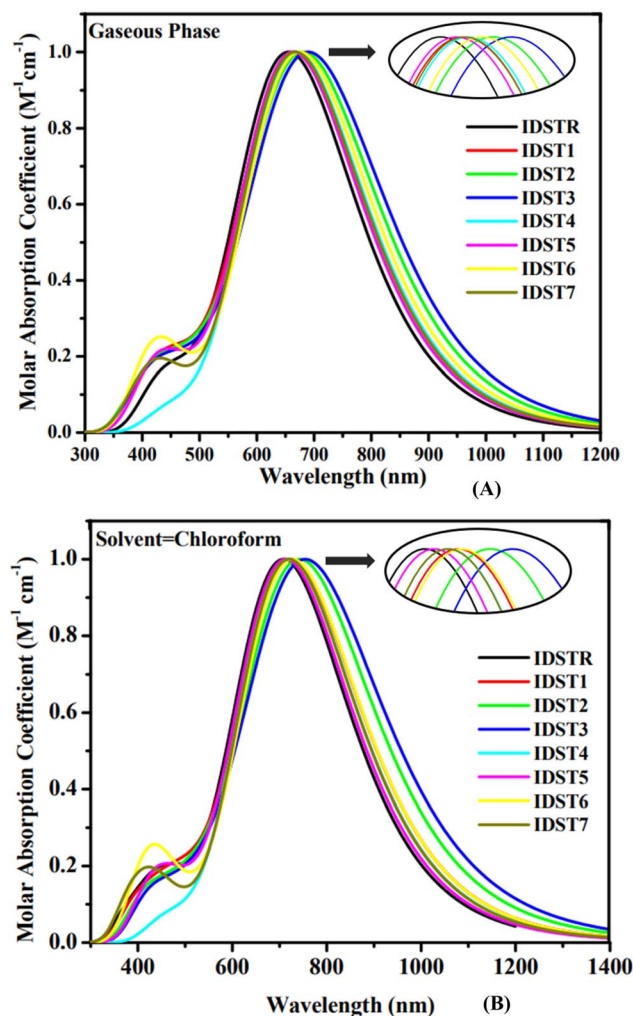 Gaseous Phase
Molar Absorption Coefficient (M⁻¹cm⁻¹)
1.0
0.8
0.6
0.4
0.2
0.0
IDSTR
IDST1
IDST2
IDST3
IDST4
IDST5
IDST6
IDST7
300 400 500 600 700 800 900 1000 1100 1200
Wavelength (nm)
(A)
Solvent=Chloroform
Molar Absorption Coefficient (M⁻¹ cm⁻¹)
1.0
0.8
0.6
0.4
0.2
0.0
IDSTR
IDST1
IDST2
IDST3
IDST4
IDST5
IDST6
IDST7
400 600 800 1000 1200 1400
Wavelength (nm)
(B)